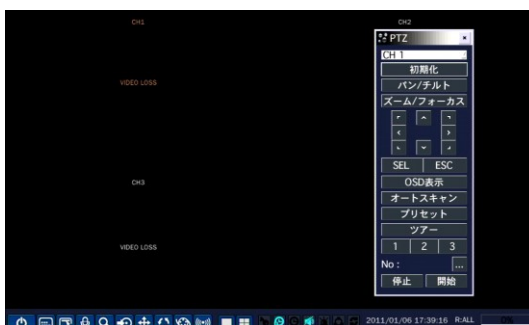 CH1
CH2
PTZ
CH 1
初期化
VIDEO LOSS
パン/チルト
ズーム/フォーカス
SEL ESC
CH3
OSD表示
オートスキャン
プリセット
ツアー
VIDEO LOSS
1 2 3
No : ...
停止 開始
2011/01/06 17:39:16 R:ALL 0%